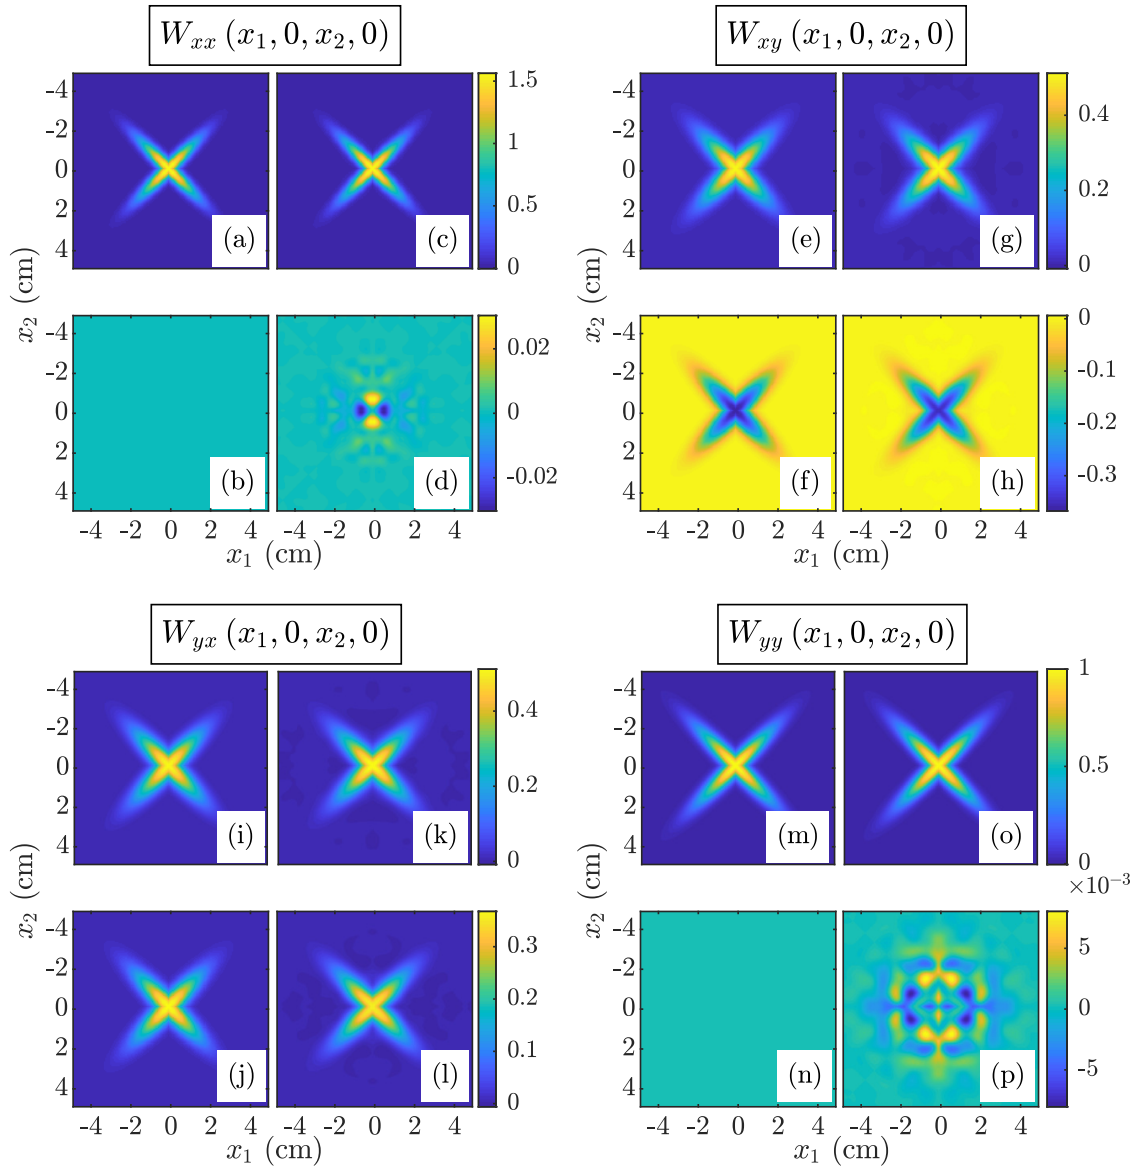 W_{xx} (x_1, 0, x_2, 0)
W_{xy} (x_1, 0, x_2, 0)
-4
-2
0
2
4
(a)
(c)
1.5
1
0.5
0
-4
-2
0
2
4
(e)
(g)
0.4
0.2
0
x_2 (cm)
x_2 (cm)
-4
-2
0
2
4
(b)
(d)
0.02
0
-0.02
-4
-2
0
2
4
(f)
(h)
0
-0.1
-0.2
-0.3
-4 -2 0 2 4 -4 -2 0 2 4
x_1 (cm)
-4 -2 0 2 4 -4 -2 0 2 4
x_1 (cm)
W_{yx} (x_1, 0, x_2, 0)
W_{yy} (x_1, 0, x_2, 0)
-4
-2
0
2
4
(i)
(k)
0.4
0.2
0
-4
-2
0
2
4
(m)
(o)
1
0.5
0
x_2 (cm)
x_2 (cm)
-4
-2
0
2
4
(j)
(l)
0.3
0.2
0.1
0
-4
-2
0
2
4
(n)
(p)
×10^{-3}
5
0
-5
-4 -2 0 2 4 -4 -2 0 2 4
x_1 (cm)
-4 -2 0 2 4 -4 -2 0 2 4
x_1 (cm)